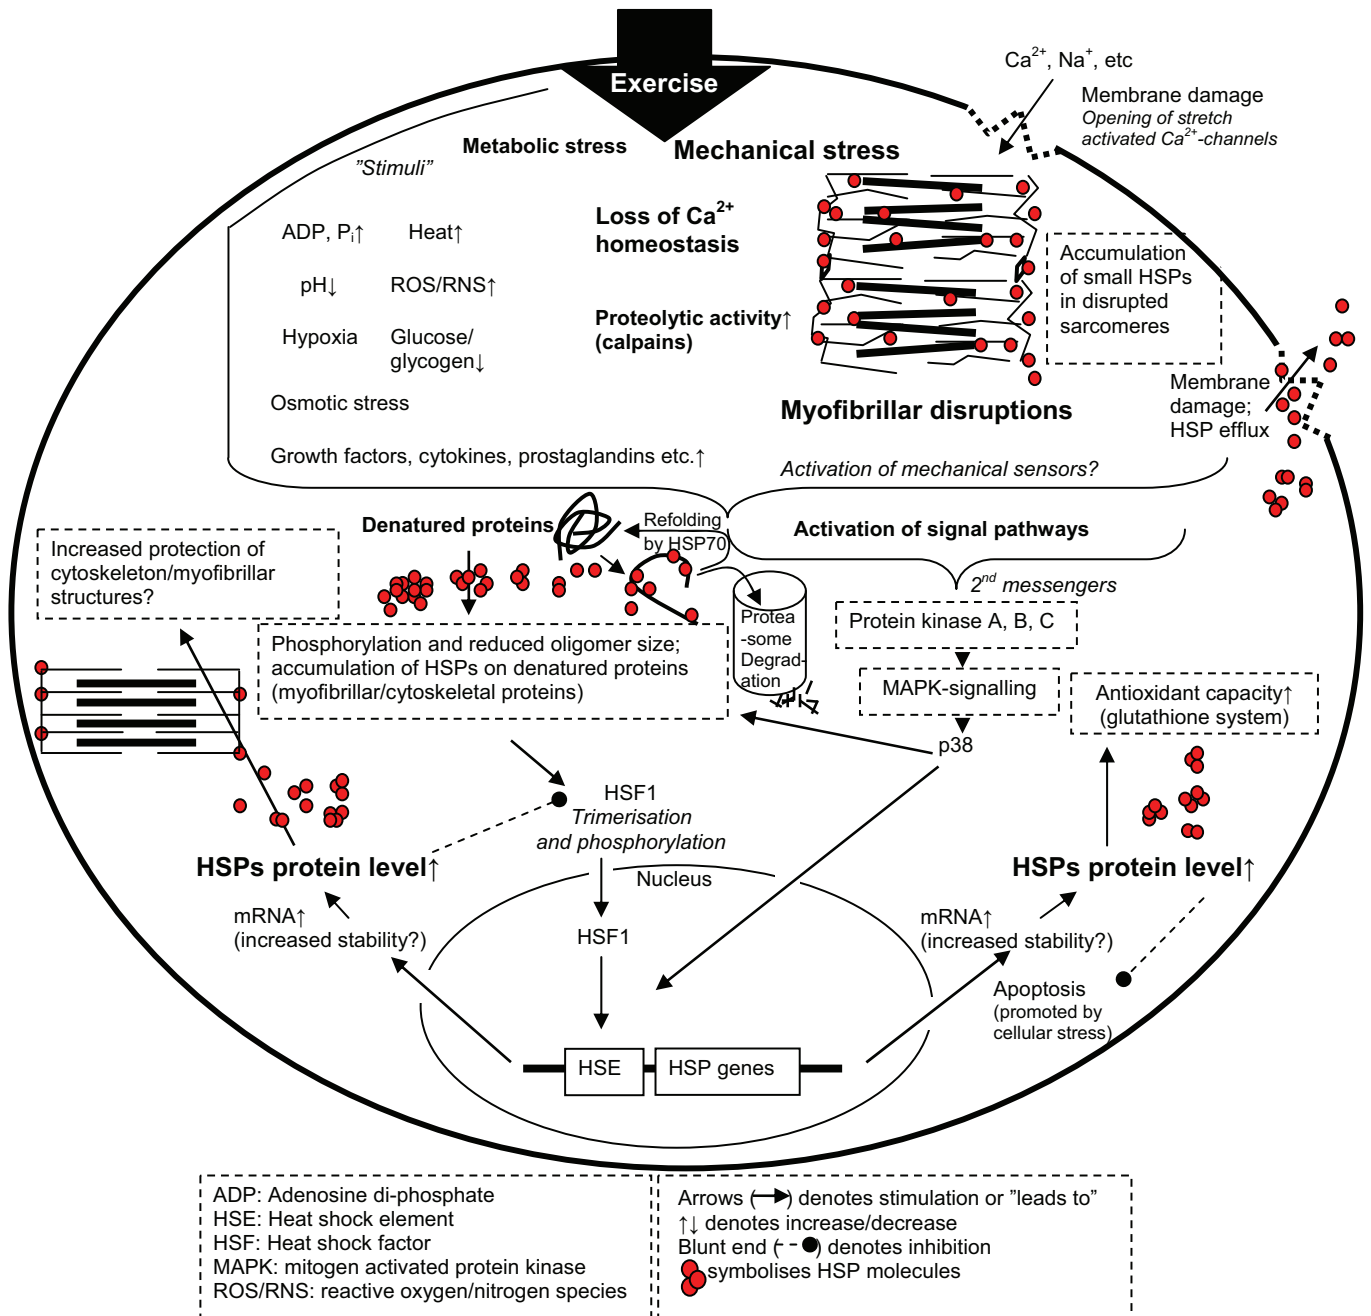 Exercise
Ca2+, Na+, etc
Membrane damage
Opening of stretch
activated Ca2+-channels
Metabolic stress
Mechanical stress
"Stimuli"
Loss of Ca2+
homeostasis
ADP, Pi↑
Heat↑
pH↓
ROS/RNS↑
Hypoxia
Glucose/
glycogen↓
Osmotic stress
Growth factors, cytokines, prostaglandins etc.↑
Proteolytic activity↑
(calpains)
Accumulation
of small HSPs
in disrupted
sarcomeres
Myofibrillar disruptions
Membrane
damage;
HSP efflux
Activation of mechanical sensors?
Denatured proteins
Refolding
by HSP70
Activation of signal pathways
Increased protection of
cytoskeleton/myofibrillar
structures?
2nd messengers
Protea
-some
Degrad-
ation
Protein kinase A, B, C
Phosphorylation and reduced oligomer size;
accumulation of HSPs on denatured proteins
(myofibrillar/cytoskeletal proteins)
MAPK-signalling
Antioxidant capacity↑
(glutathione system)
p38
HSF1
Trimerisation
and phosphorylation
HSPs protein level↑
HSPs protein level↑
Nucleus
mRNA↑
(increased stability?)
HSF1
mRNA↑
(increased stability?)
Apoptosis
(promoted by
cellular stress)
HSE
HSP genes
ADP: Adenosine di-phosphate
HSE: Heat shock element
HSF: Heat shock factor
MAPK: mitogen activated protein kinase
ROS/RNS: reactive oxygen/nitrogen species
Arrows (→) denotes stimulation or "leads to"
↑↓ denotes increase/decrease
Blunt end (--●) denotes inhibition
symbolises HSP molecules